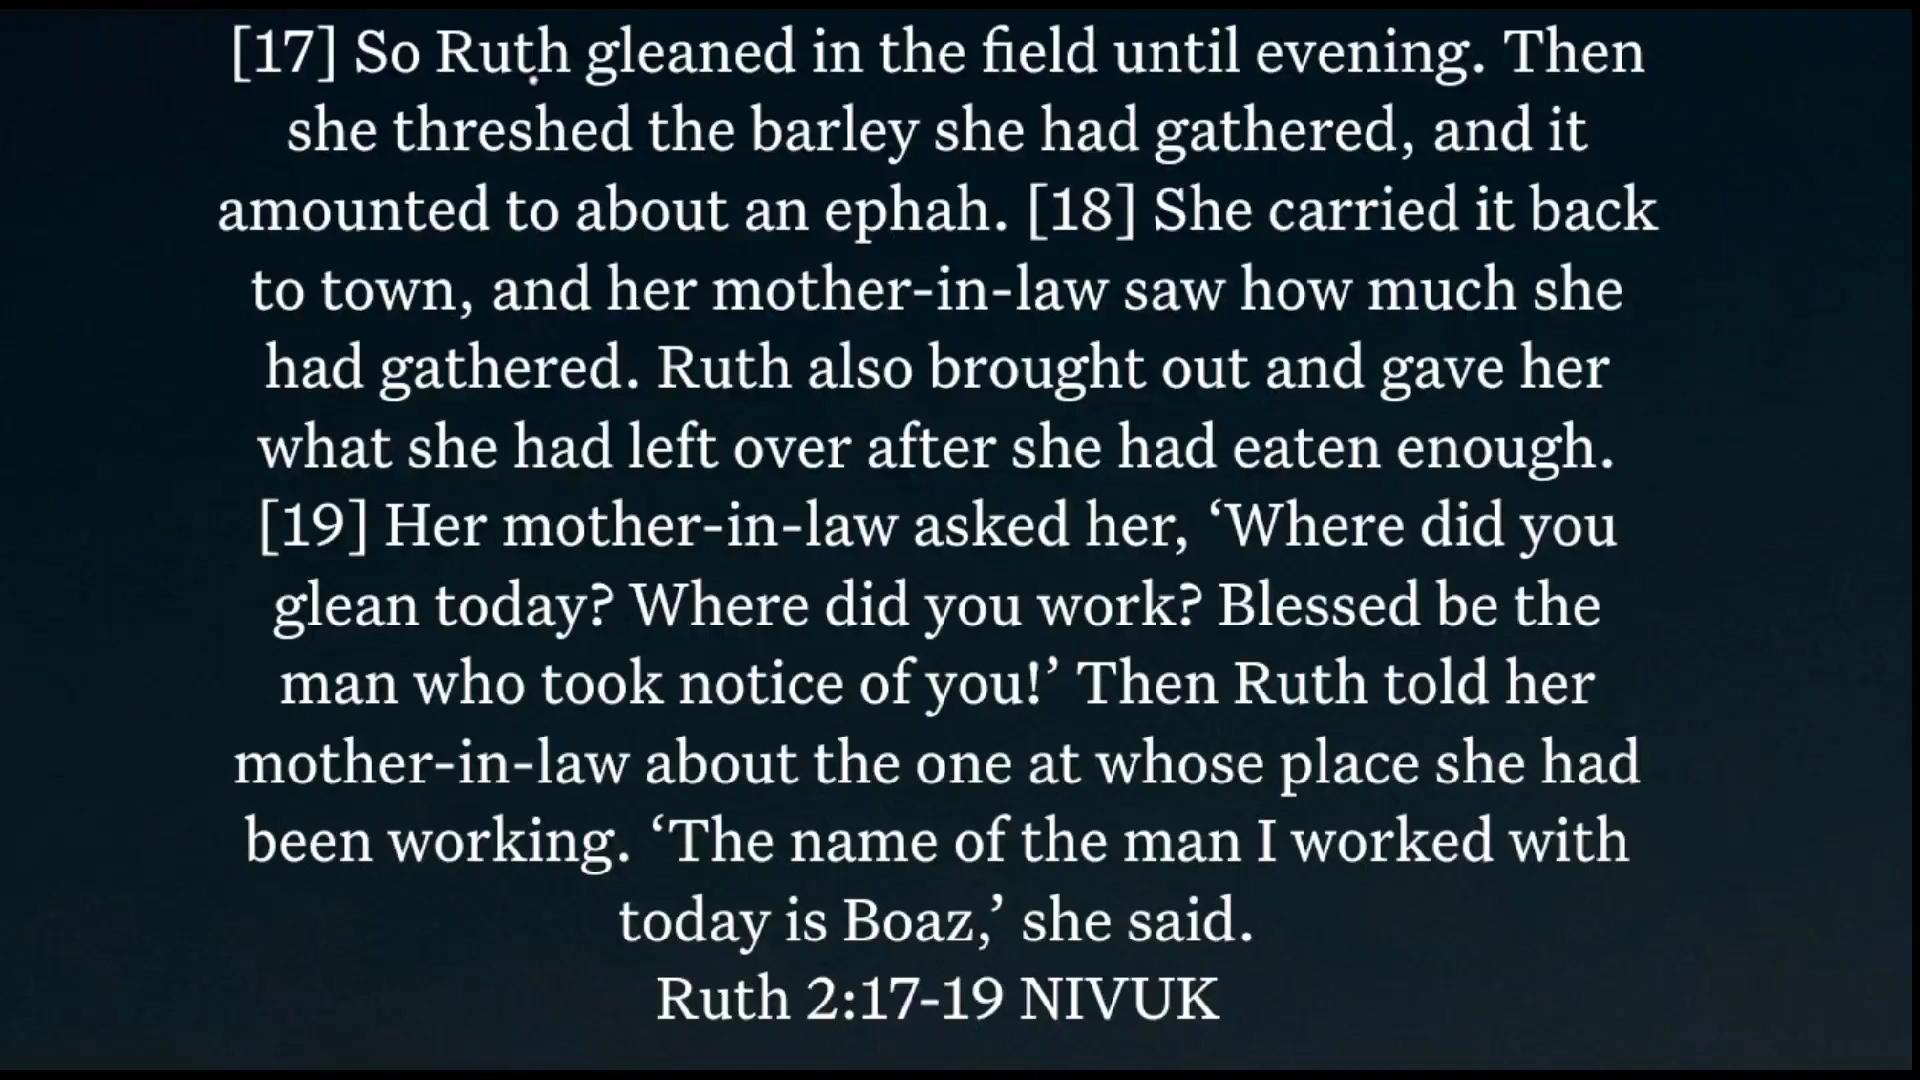 [17] So Ruth gleaned in the field until evening. Then
she threshed the barley she had gathered, and it
amounted to about an ephah. [18] She carried it back
to town, and her mother-in-law saw how much she
had gathered. Ruth also brought out and gave her
what she had left over after she had eaten enough.
[19] Her mother-in-law asked her, ‘Where did you
glean today? Where did you work? Blessed be the
man who took notice of you!’ Then Ruth told her
mother-in-law about the one at whose place she had
been working. ‘The name of the man I worked with
today is Boaz,’ she said.
Ruth 2:17-19 NIVUK